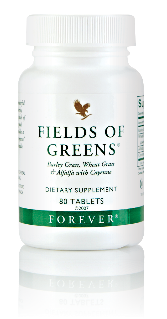 FIELDS OF
GREENS®
Barley Grass, Wheat Grass
& Alfalfa with Cayenne
DIETARY SUPPLEMENT
80 TABLETS
FOREVER®